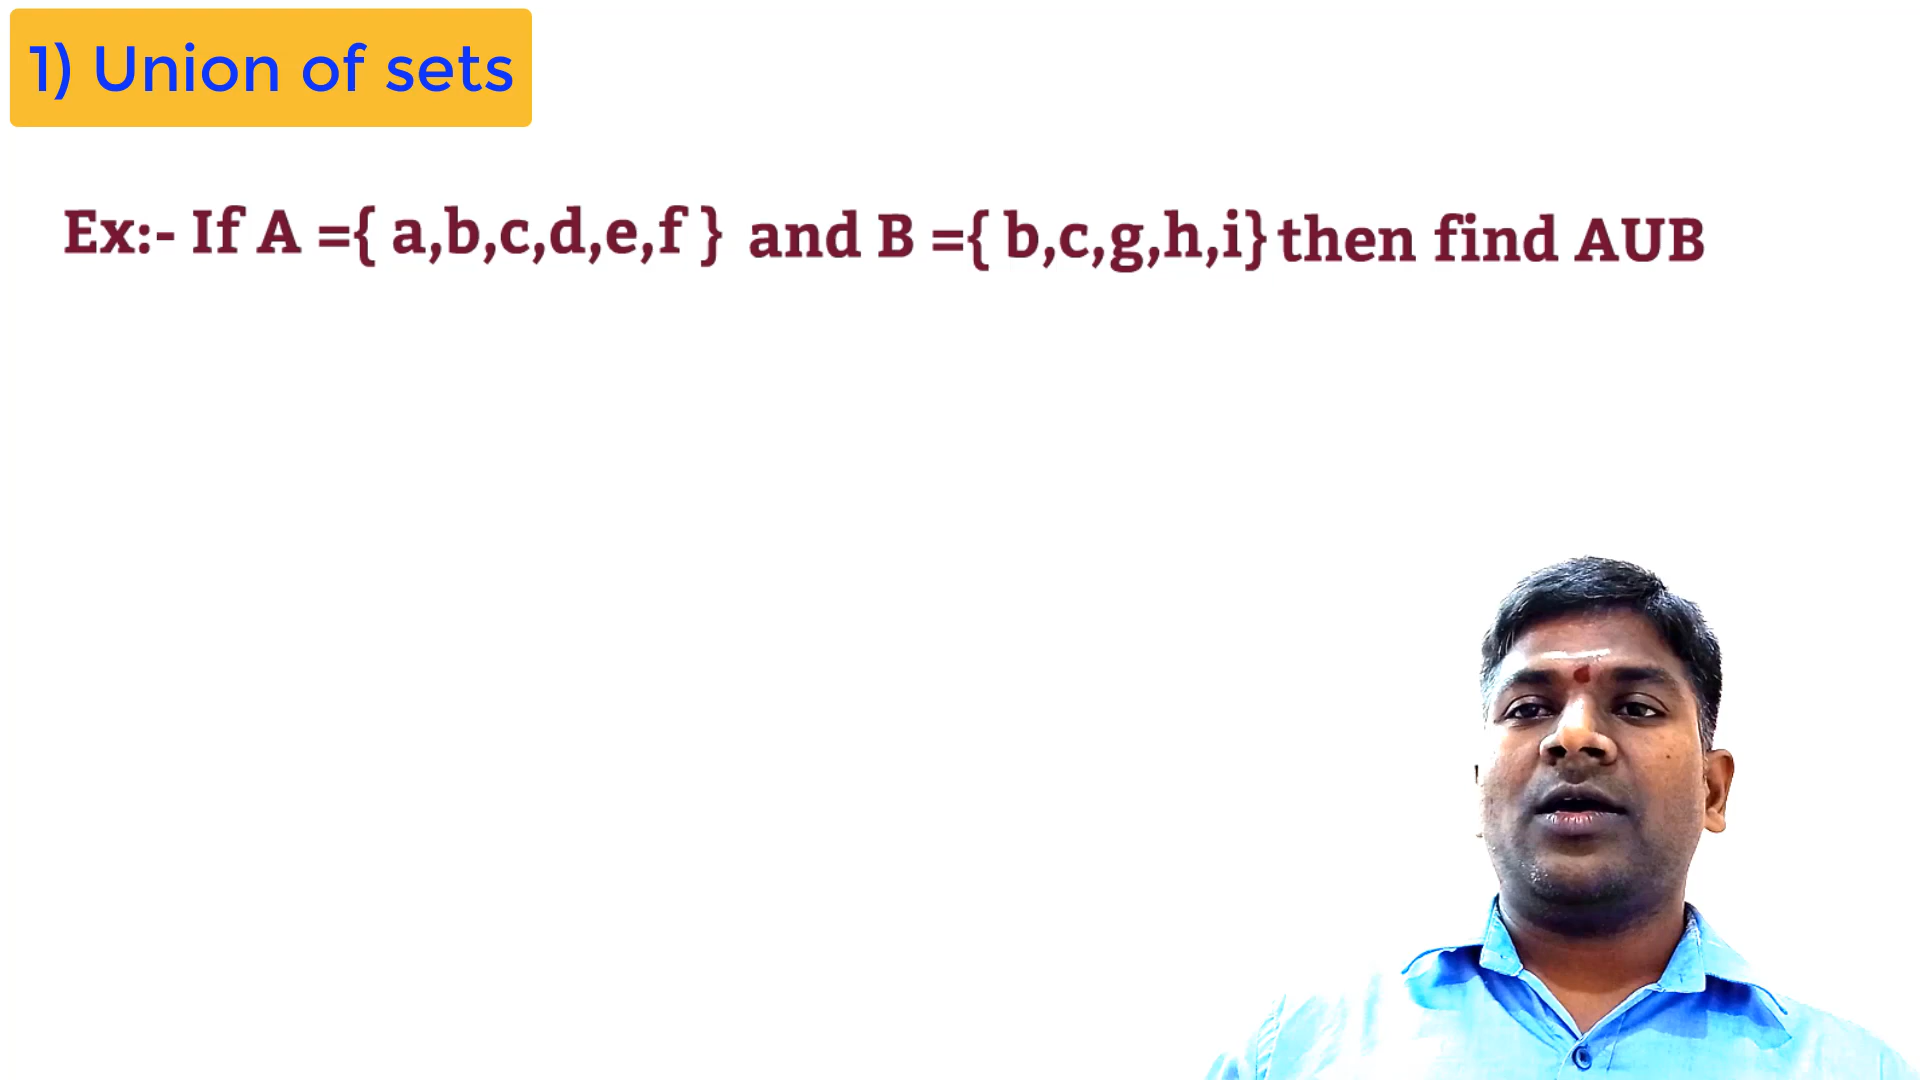 1) Union of sets
Ex:- If A ={ a,b,c,d,e,f } and B ={ b,c,g,h,i} then find AUB